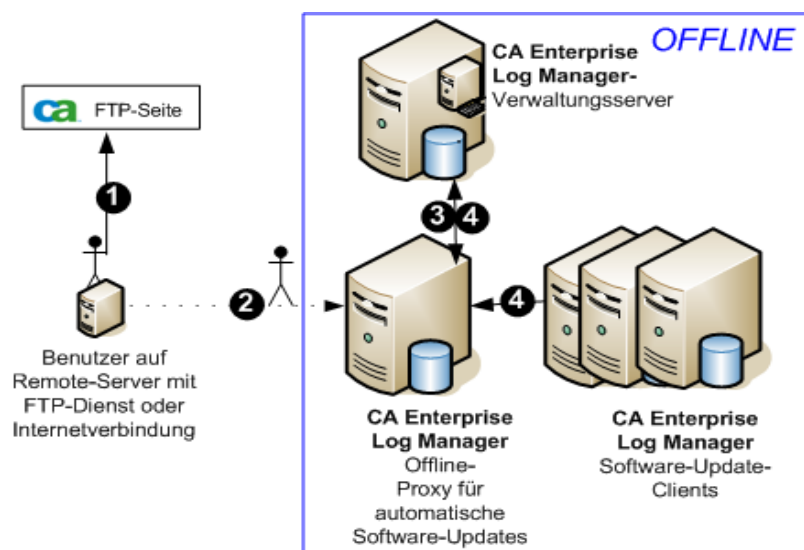 OFFLINE
CA Enterprise
Log Manager-
Verwaltungsserver
ca FTP-Seite
1
3 4
2
4
Benutzer auf
Remote-Server mit
FTP-Dienst oder
Internetverbindung
CA Enterprise
Log Manager
Offline-
Proxy für
automatische
Software-Updates
CA Enterprise
Log Manager
Software-Update-
Clients